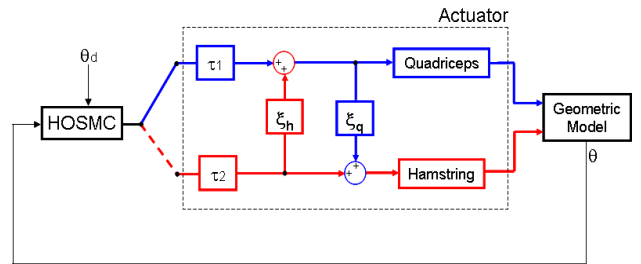 Actuator
θd
τ1
+
+
Quadriceps
HOSMC
ξh
ξq
Geometric
Model
θ
τ2
+
+
Hamstring